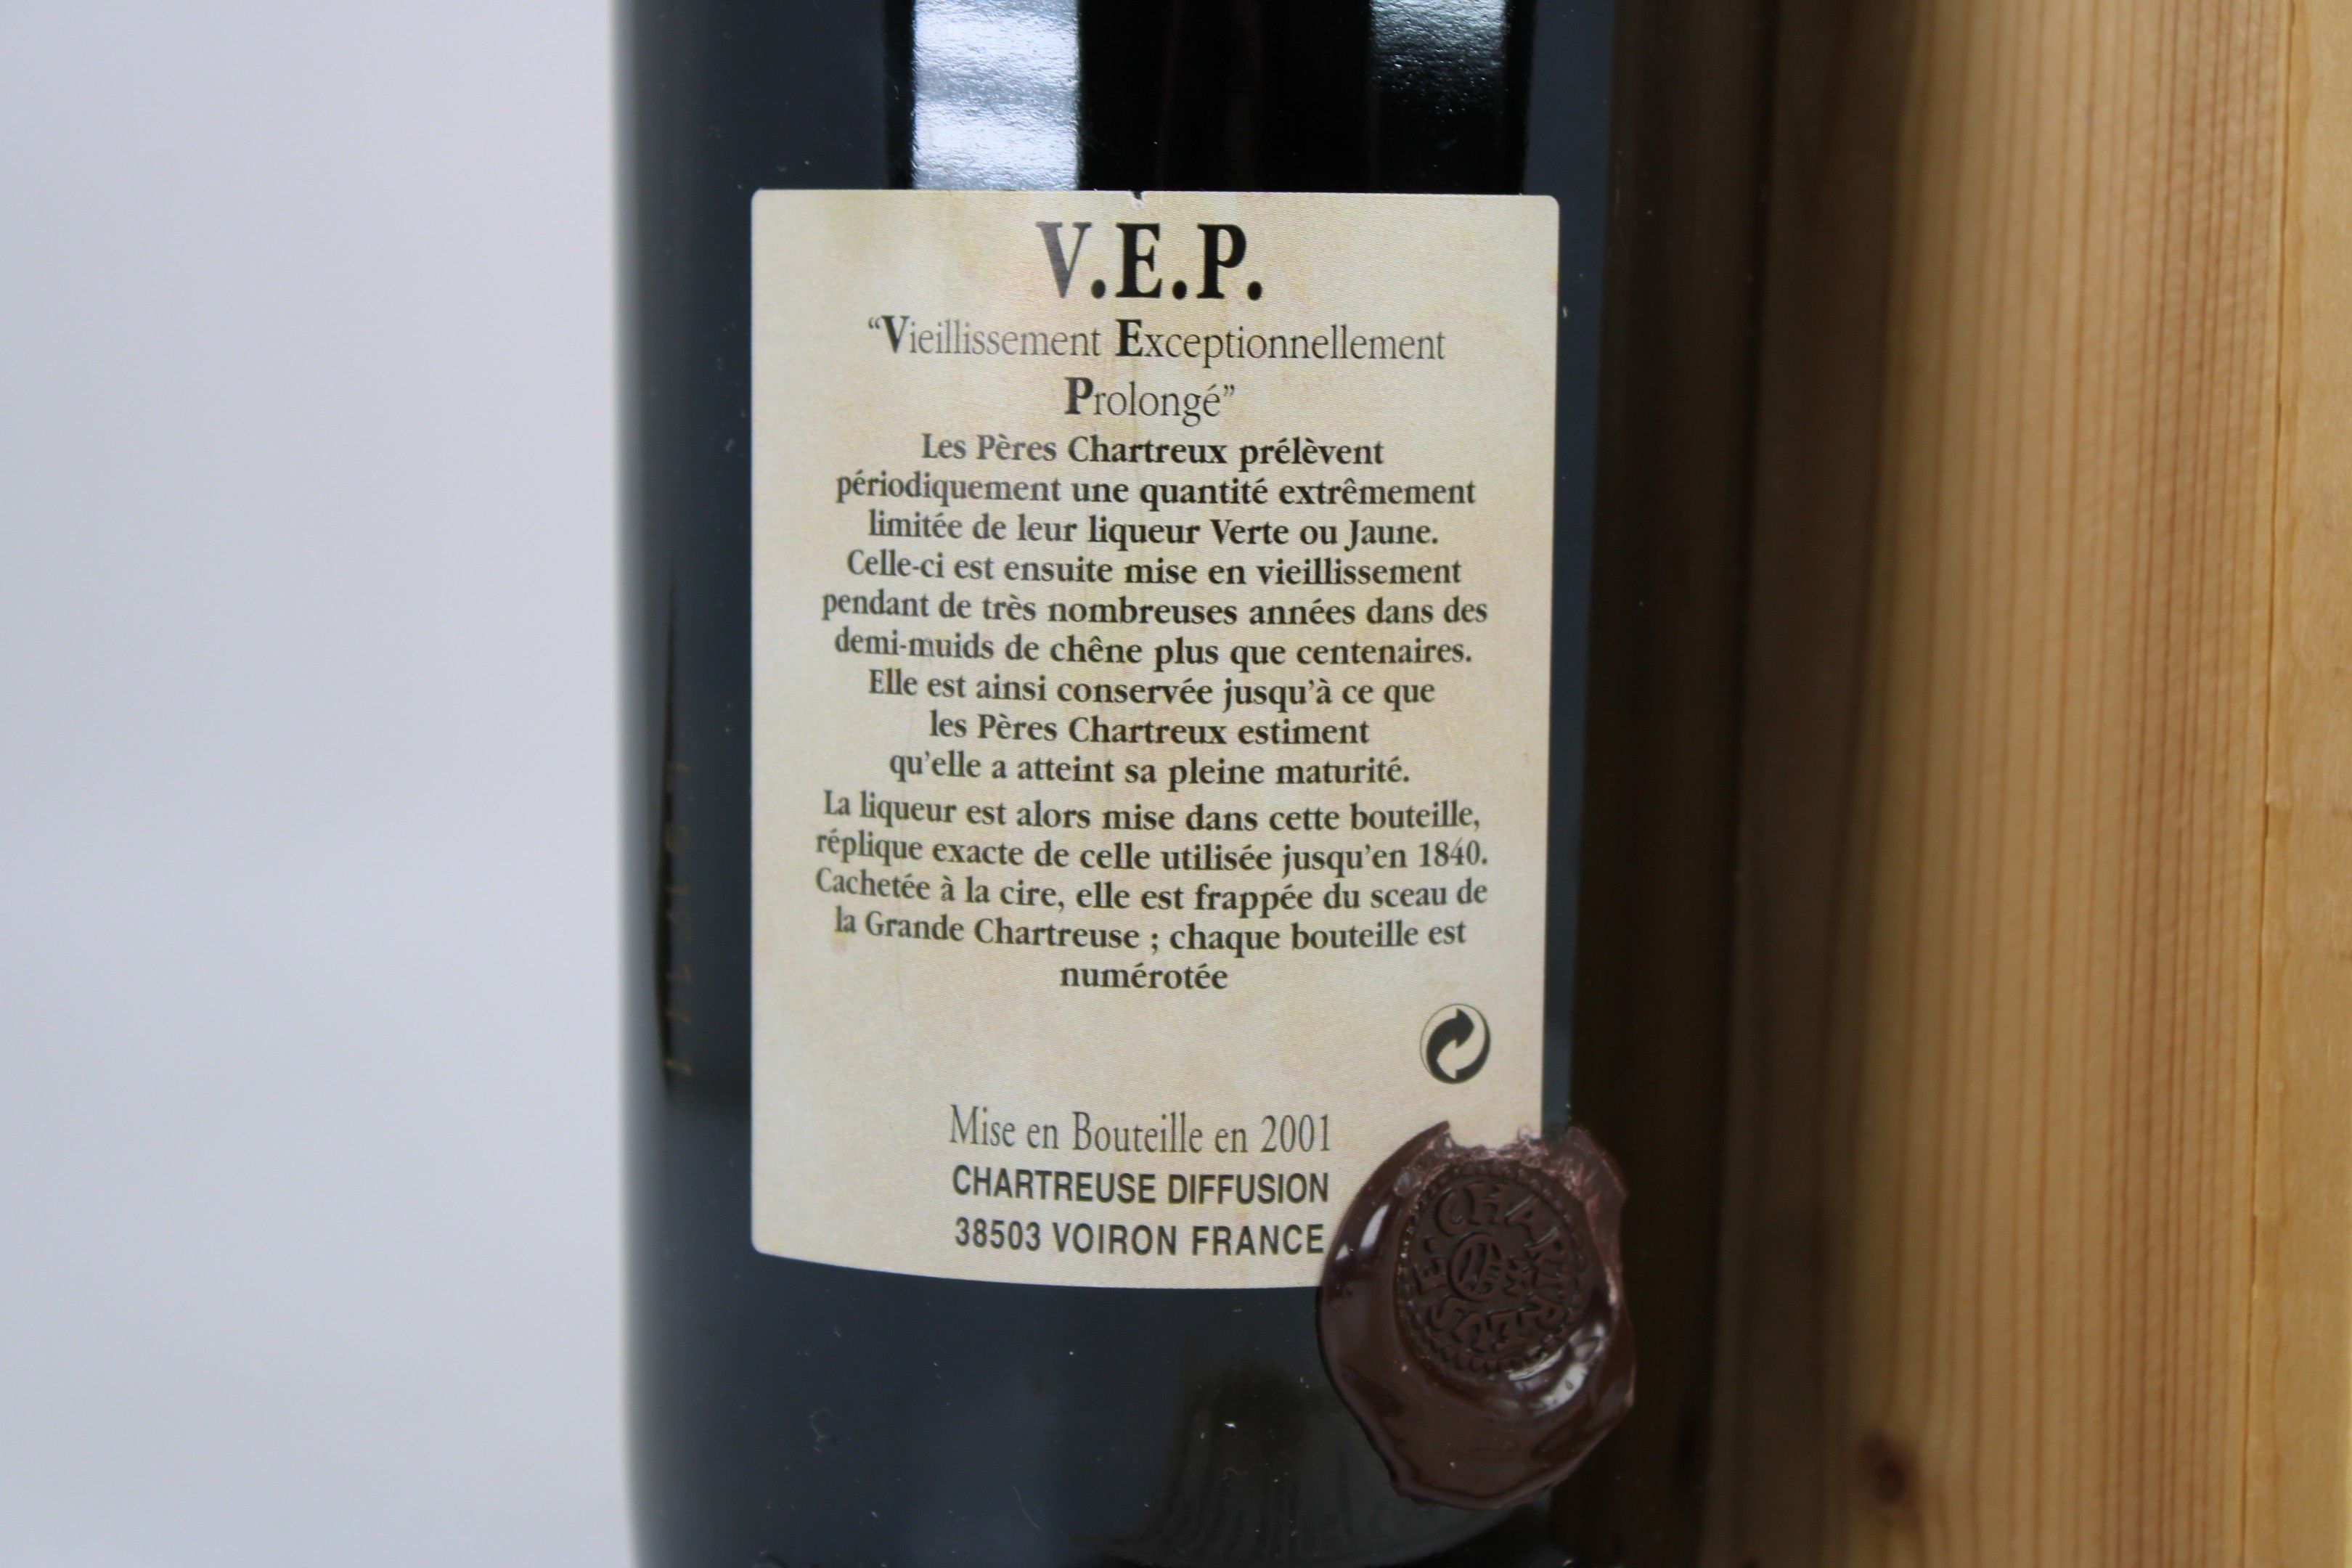 V.E.P.
“Vieillissement Exceptionnellement
Prolongé”
Les Pères Chartreux prélèvent
périodiquement une quantité extrêmement
limitée de leur liqueur Verte ou Jaune.
Celle-ci est ensuite mise en vieillissement
pendant de très nombreuses années dans des
demi-muids de chêne plus que centenaires.
Elle est ainsi conservée jusqu'à ce que
les Pères Chartreux estiment
qu'elle a atteint sa pleine maturité.
La liqueur est alors mise dans cette bouteille,
réplique exacte de celle utilisée jusqu'en 1840.
Cachetée à la cire, elle est frappée du sceau de
la Grande Chartreuse ; chaque bouteille est
numérotée
Mise en Bouteille en 2001
CHARTREUSE DIFFUSION
38503 VOIRON FRANCE
CHARTREUSE